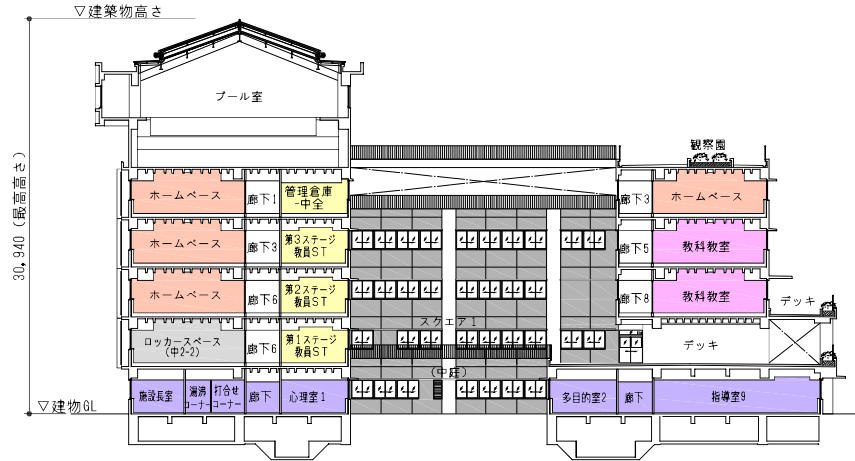 ▽建築物高さ
30,940 (最高高さ)
プール室
観察園
ホームベース
廊下1
管理倉庫
-中全
廊下3
ホームベース
ホームベース
廊下3
第3ステージ
教員ST
廊下5
教科教室
ホームベース
廊下6
第2ステージ
教員ST
廊下8
教科教室
デッキ
スクエア1
ロッカースペース
(中2-2)
廊下6
第1ステージ
教員ST
デッキ
(中庭)
施設長室
湯沸
コーナー
打合せ
コーナー
廊下
心理室1
多目的室2
廊下
指導室9
▽建物GL